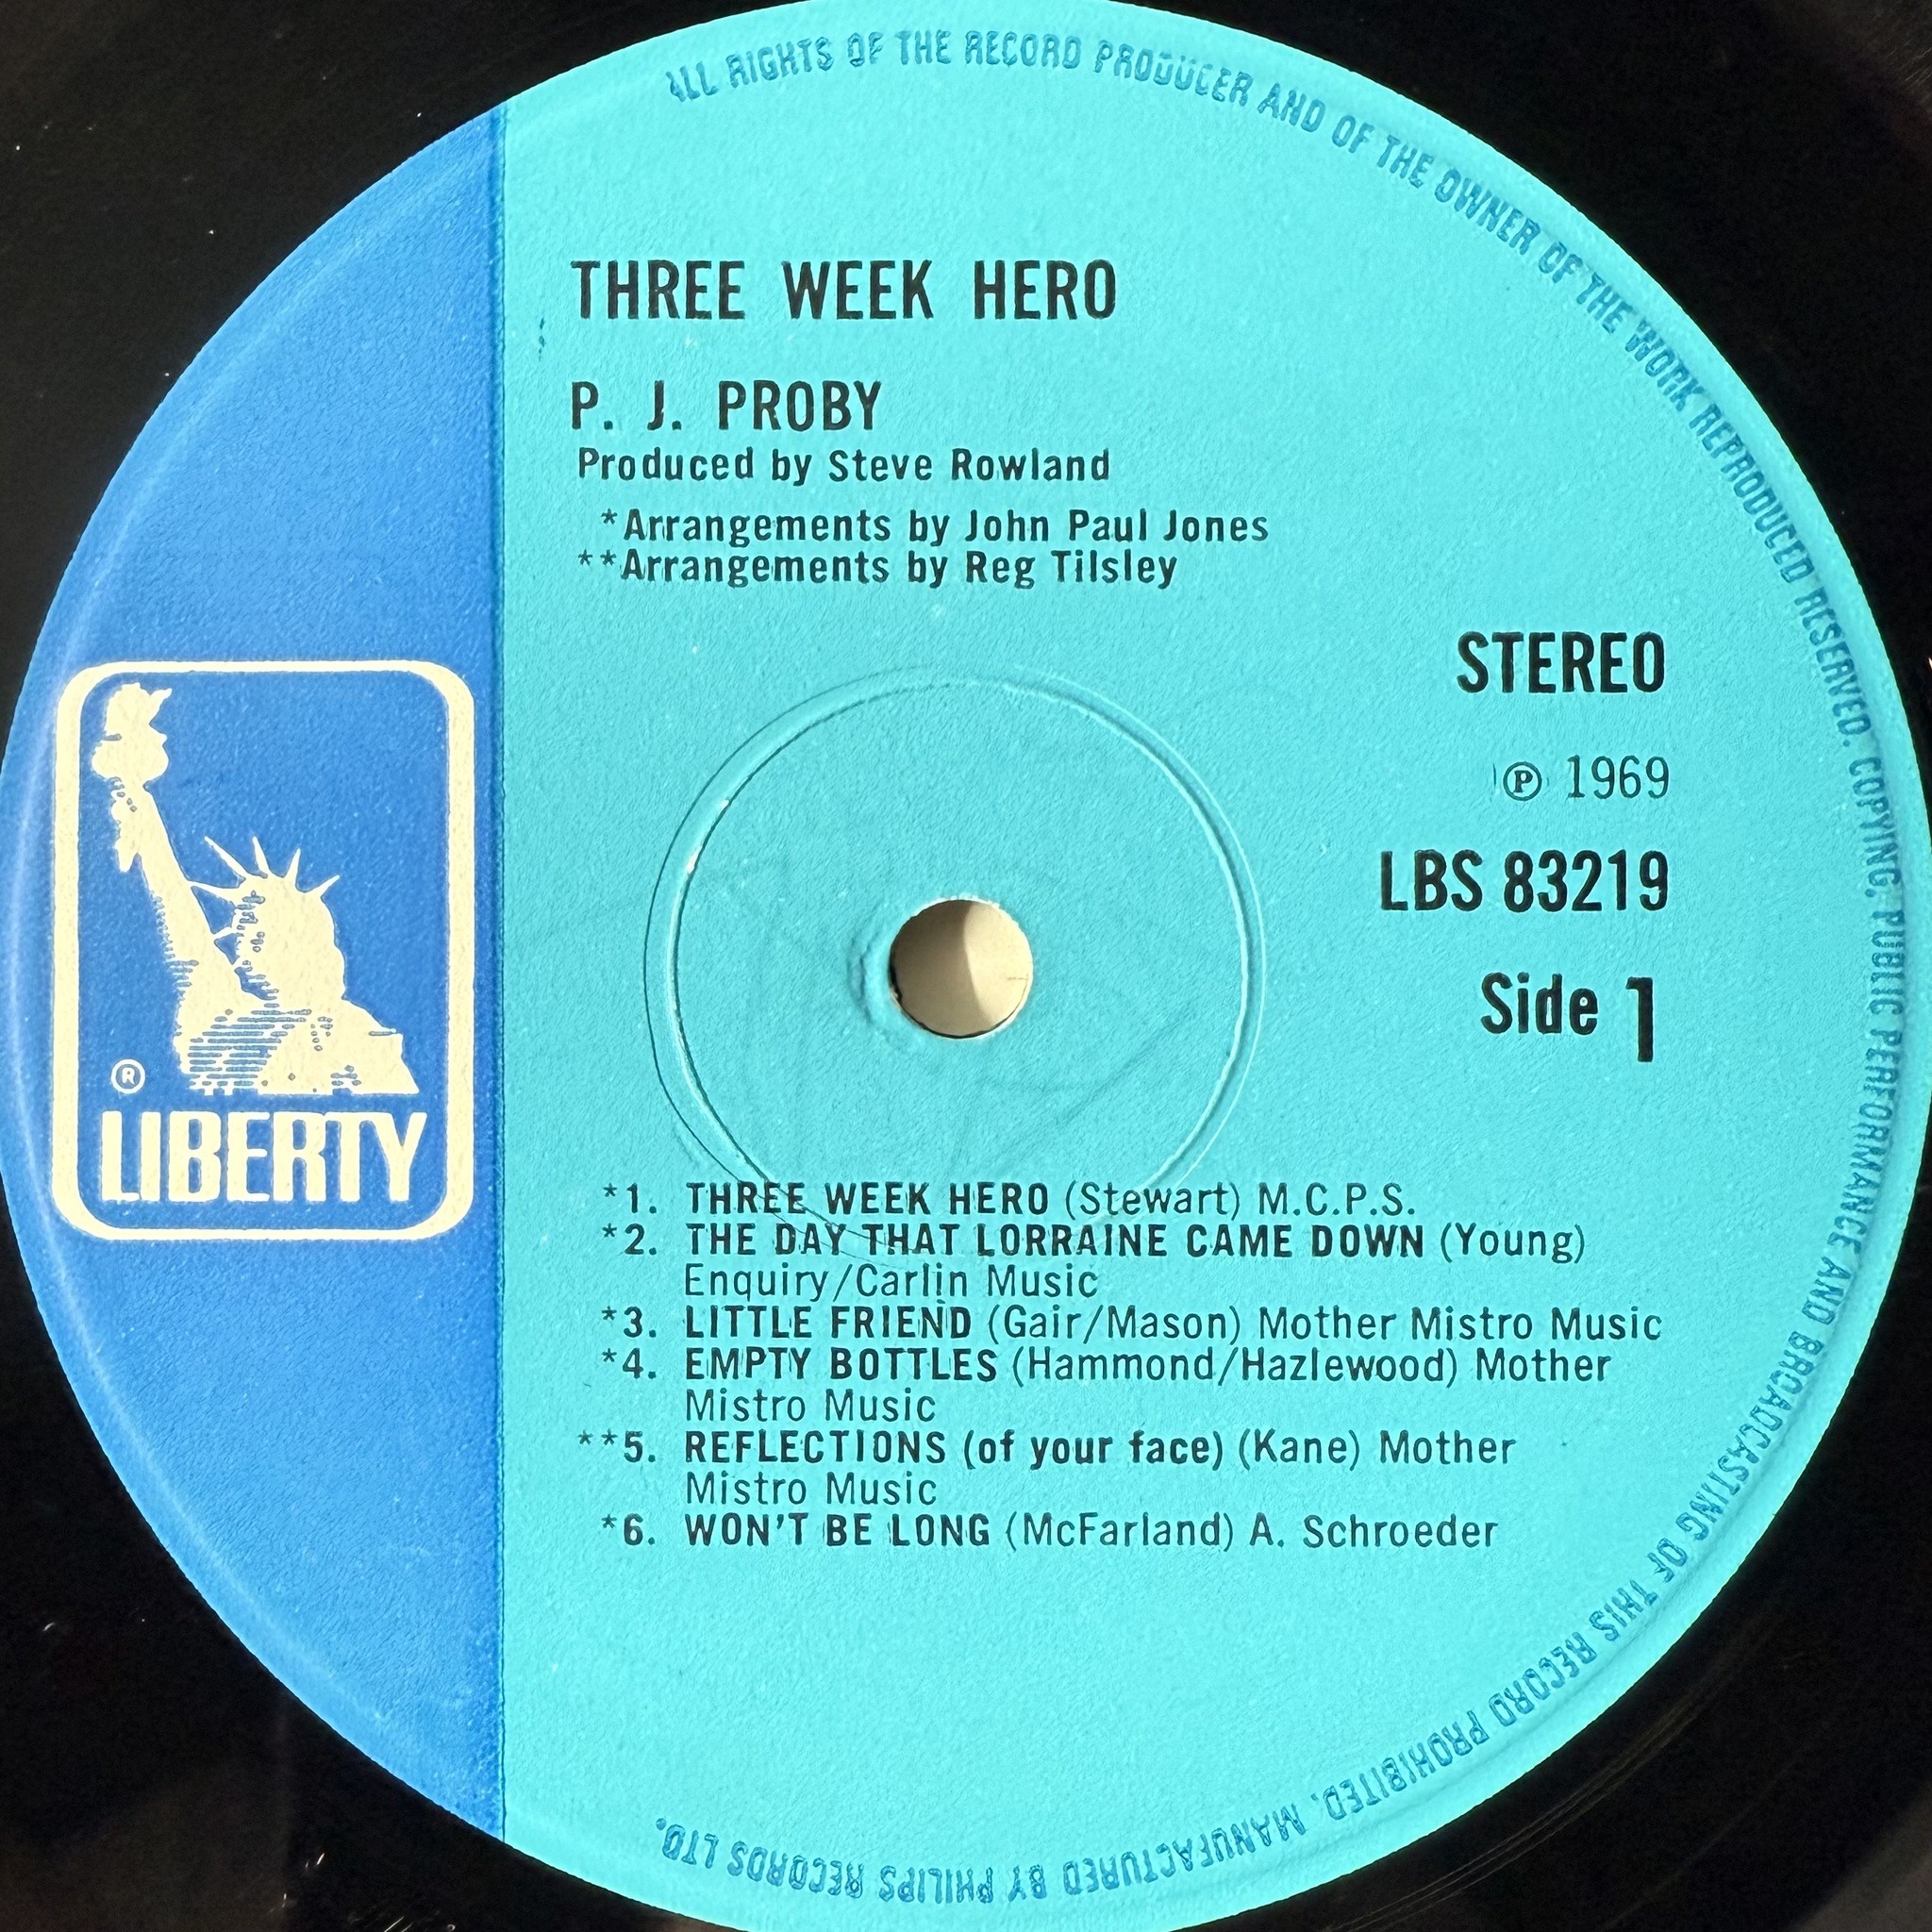 ALL RIGHTS OF THE RECORD PRODUCER AND OF THE OWNER OF THE WORK REPRODUCED RESERVED. COPYING, PUBLIC PERFORMANCE AND BROADCASTING OF THIS RECORD PROHIBITED. MANUFACTURED BY PHILIPS RECORDS LTD.
THREE WEEK HERO
P. J. PROBY
Produced by Steve Rowland
*Arrangements by John Paul Jones
**Arrangements by Reg Tilsley
STEREO
℗ 1969
LBS 83219
Side 1
®
LIBERTY
*1. THREE WEEK HERO (Stewart) M.C.P.S.
*2. THE DAY THAT LORRAINE CAME DOWN (Young)
Enquiry/Carlin Music
*3. LITTLE FRIEND (Gair/Mason) Mother Mistro Music
*4. EMPTY BOTTLES (Hammond/Hazlewood) Mother
Mistro Music
**5. REFLECTIONS (of your face) (Kane) Mother
Mistro Music
*6. WON'T BE LONG (McFarland) A. Schroeder